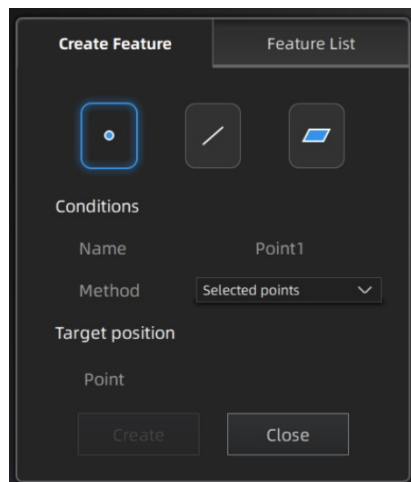 Create Feature Feature List
Conditions
Name Point1
Method Selected points
Target position
Point
Create Close